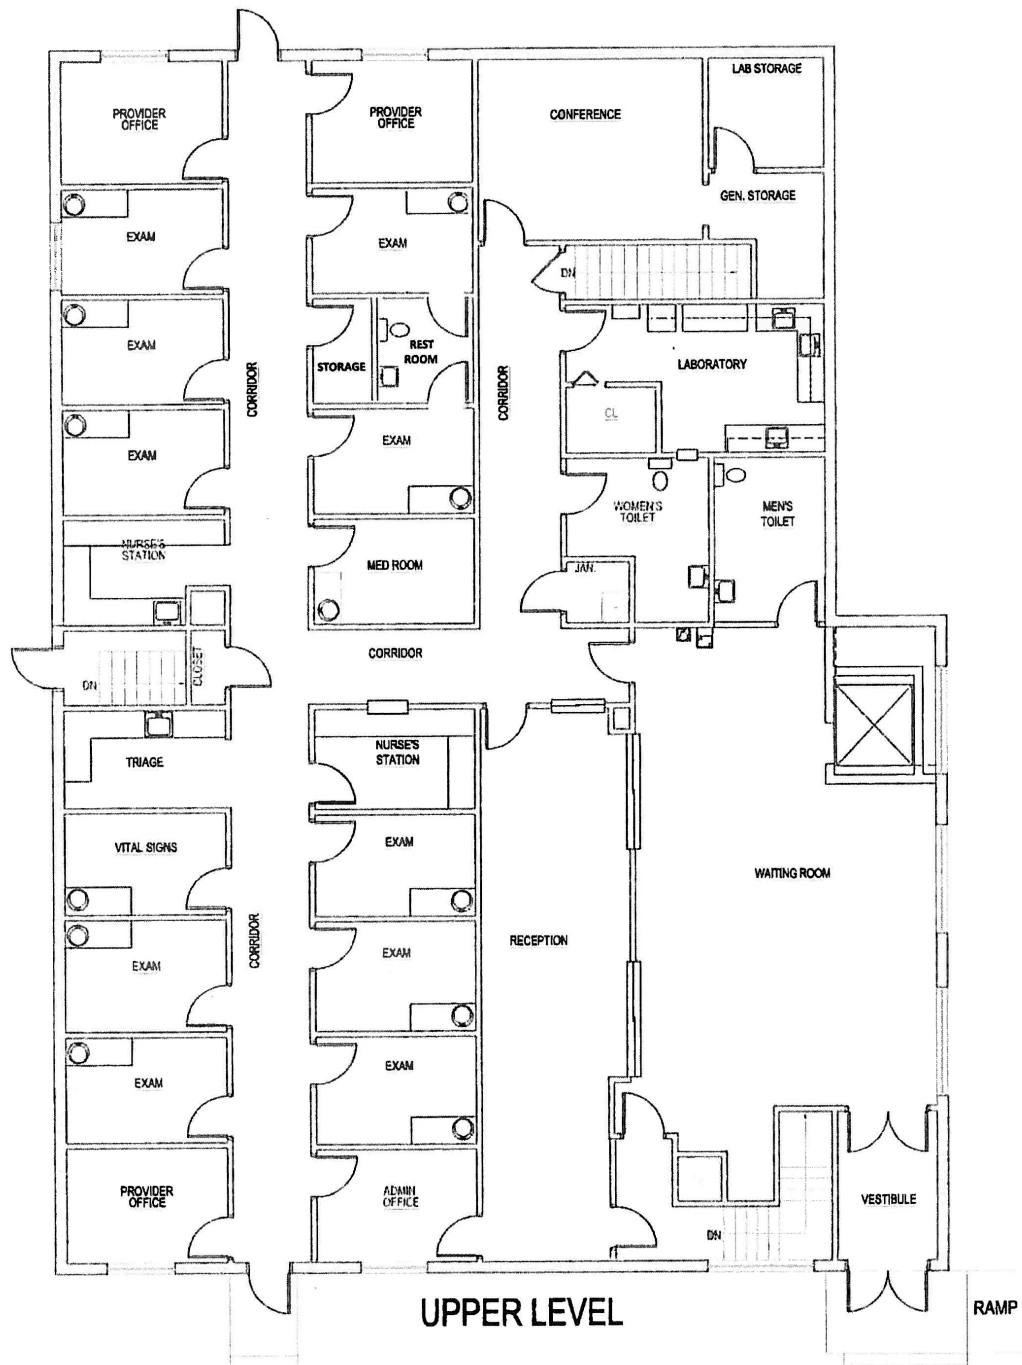 PROVIDER
OFFICE
PROVIDER
OFFICE
CONFERENCE
LAB STORAGE
GEN. STORAGE
EXAM
EXAM
DN
EXAM
STORAGE
REST
ROOM
CORRIDOR
CORRIDOR
LABORATORY
CL
EXAM
EXAM
NURSE'S
STATION
MED ROOM
WOMEN'S
TOILET
MEN'S
TOILET
JAN.
CORRIDOR
CLOSET
DN
TRIAGE
NURSE'S
STATION
VITAL SIGNS
EXAM
WAITING ROOM
CORRIDOR
RECEPTION
EXAM
EXAM
EXAM
EXAM
PROVIDER
OFFICE
ADMIN
OFFICE
DN
VESTIBULE
UPPER LEVEL
RAMP